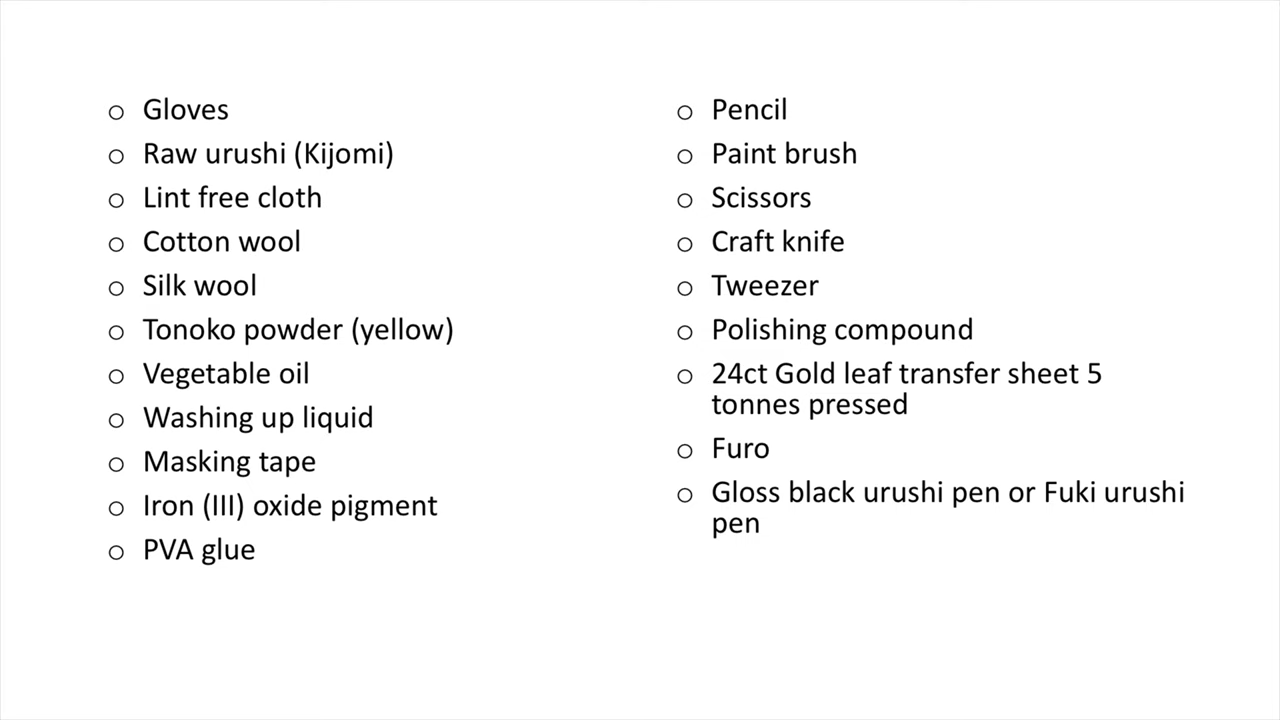 Gloves
Raw urushi (Kijomi)
Lint free cloth
Cotton wool
Silk wool
Tonoko powder (yellow)
Vegetable oil
Washing up liquid
Masking tape
Iron (III) oxide pigment
PVA glue
Pencil
Paint brush
Scissors
Craft knife
Tweezer
Polishing compound
24ct Gold leaf transfer sheet 5
tonnes pressed
Furo
Gloss black urushi pen or Fuki urushi
pen